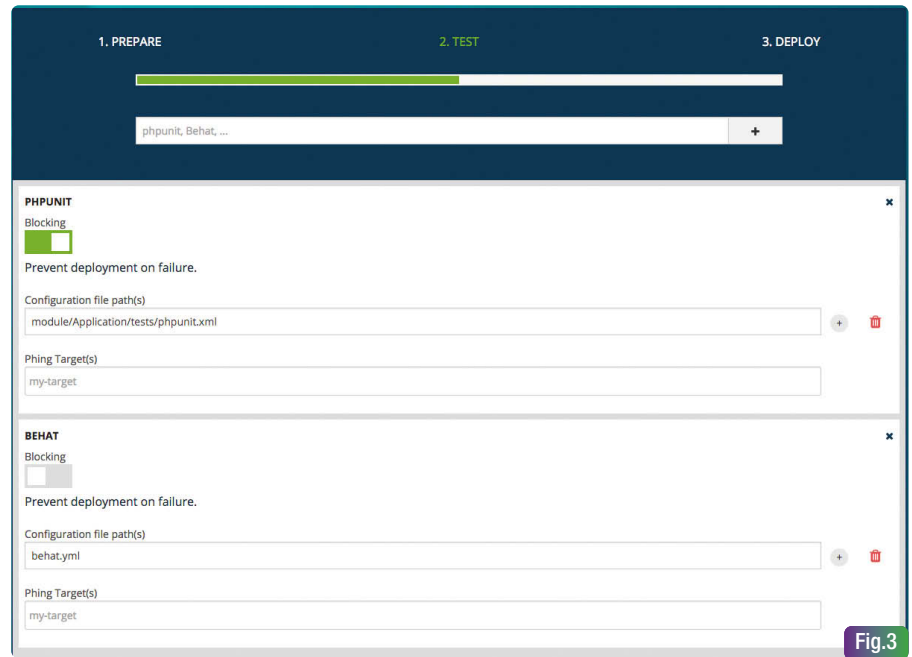 1. PREPARE
2. TEST
3. DEPLOY
phpunit, Behat, ...
+
PHPUNIT
×
Blocking
Prevent deployment on failure.
Configuration file path(s)
module/Application/tests/phpunit.xml
+
Phing Target(s)
my-target
BEHAT
×
Blocking
Prevent deployment on failure.
Configuration file path(s)
behat.yml
+
Phing Target(s)
my-target
Fig.3